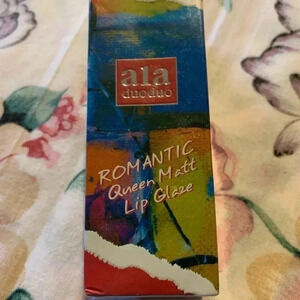 ala
duoduo
ROMANTIC
Queen Matt
Lip Glaze